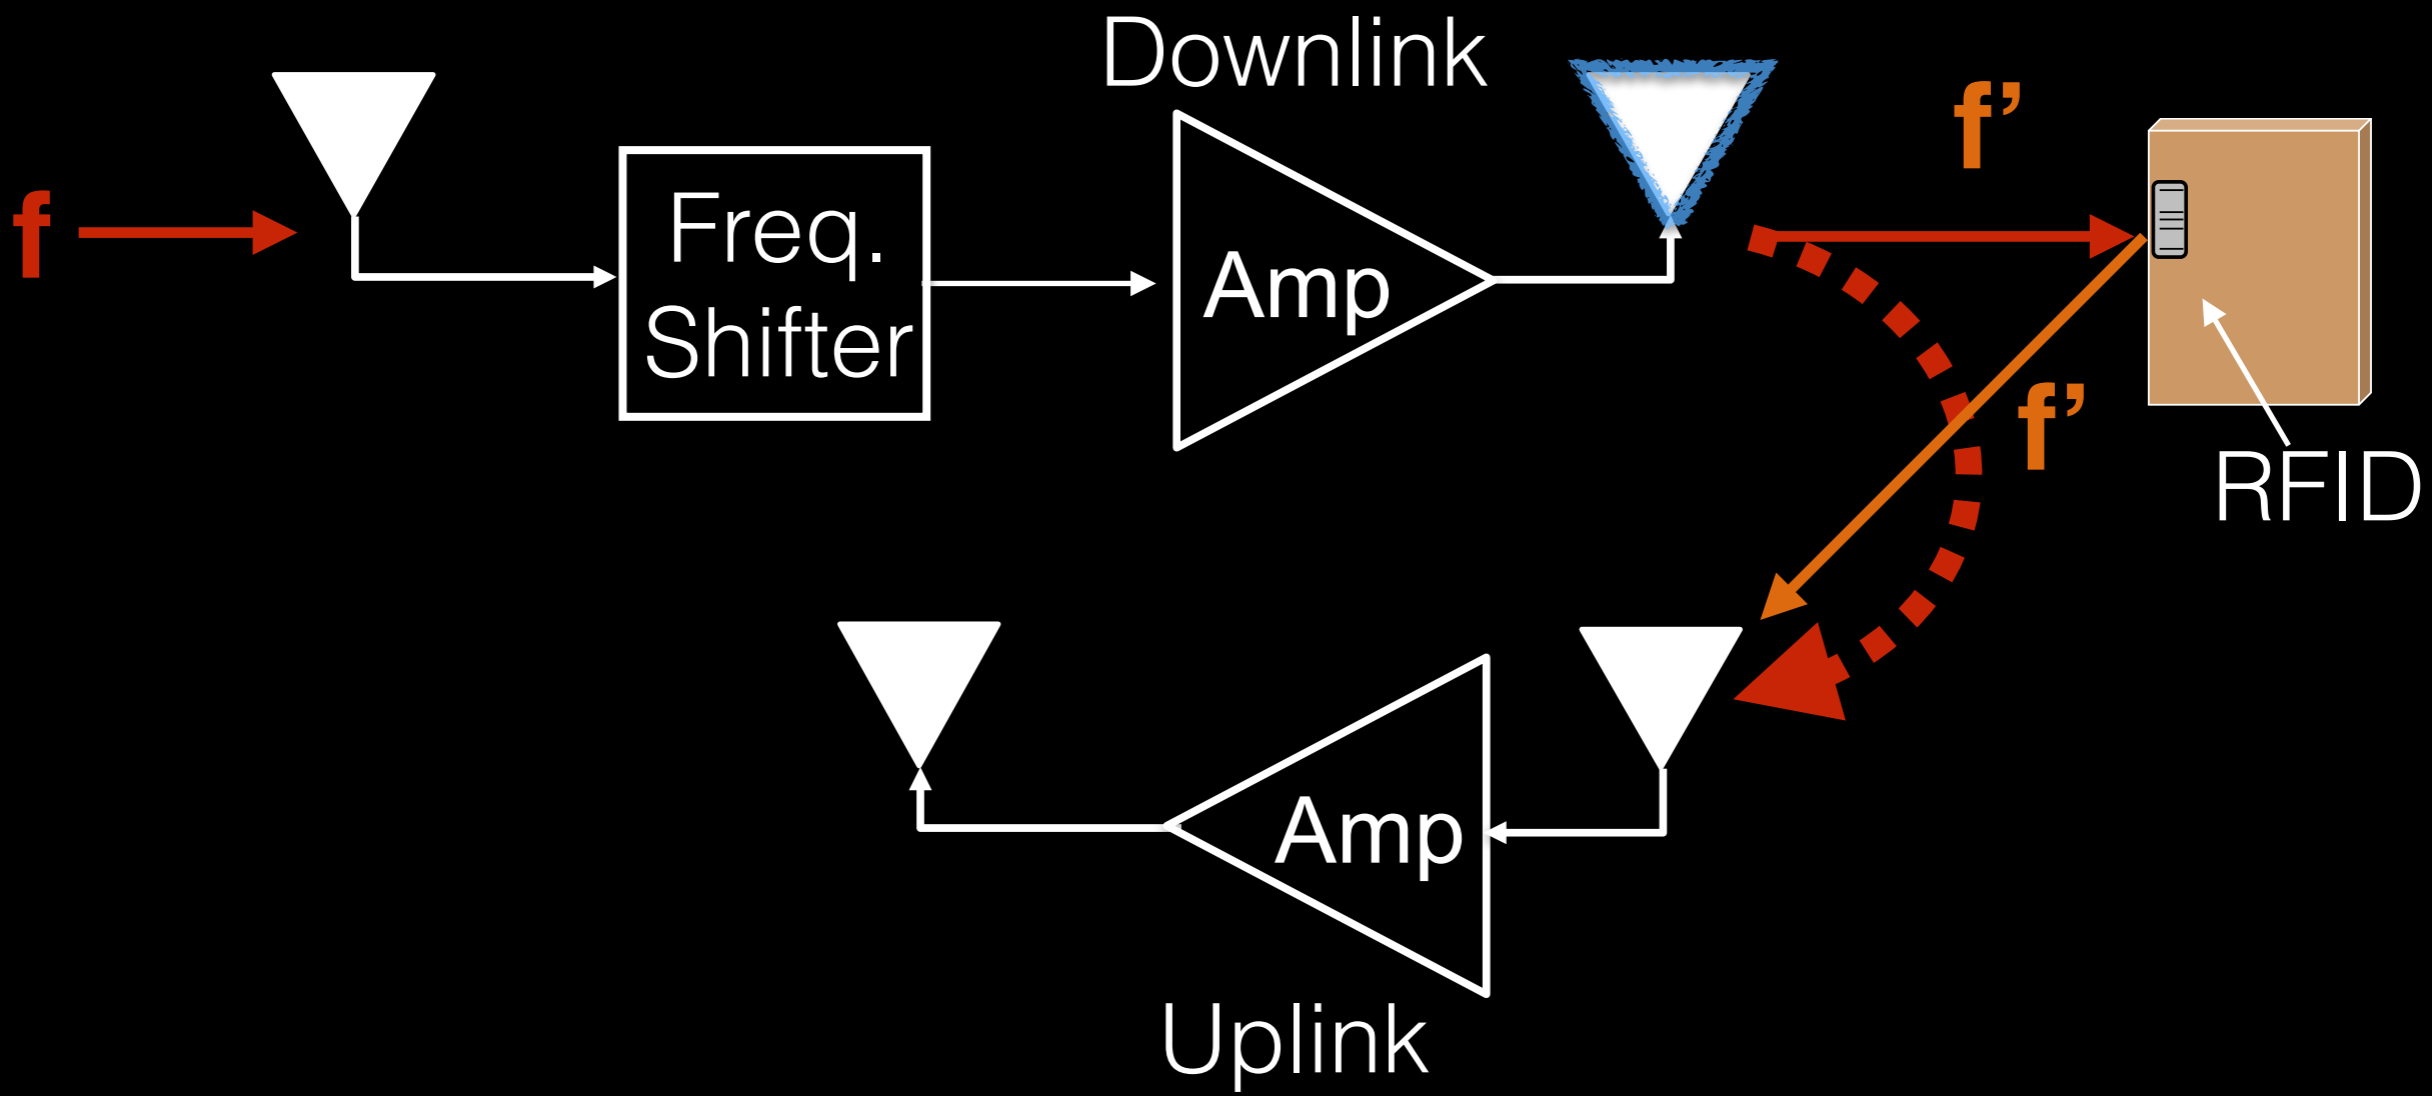 Downlink
f
Freq.
Shifter
Amp
f’
f’
RFID
Amp
Uplink